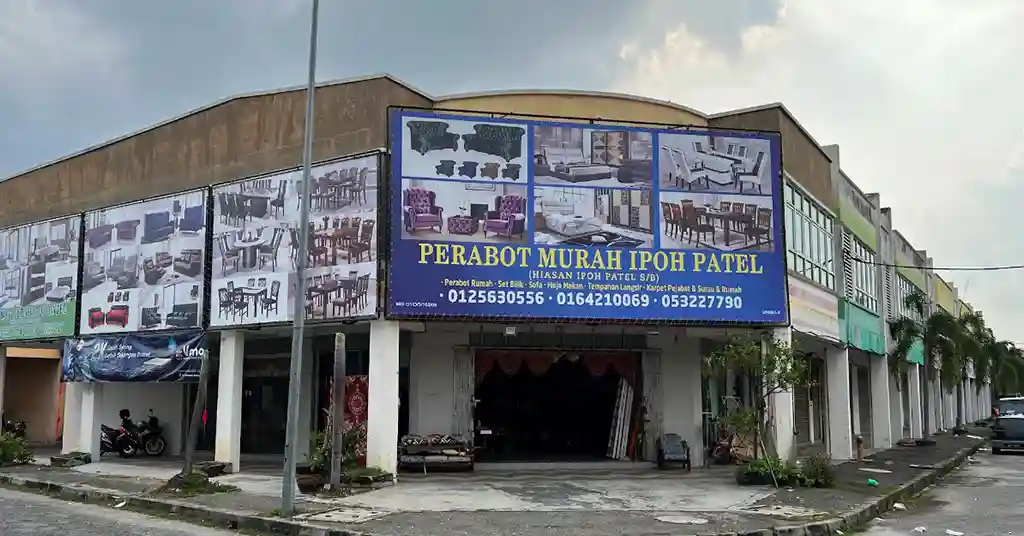 PERABOT MURAH IPOH PATEL
(HIASAN IPOH PATEL S/B)
· Perabot Rumah · Set Bilik · Sofa · Meja Makan · Tempahan Langsir · Karpet Pejabat & Surau & Rumah
· 0125630556 · 0164210069 · 053227790